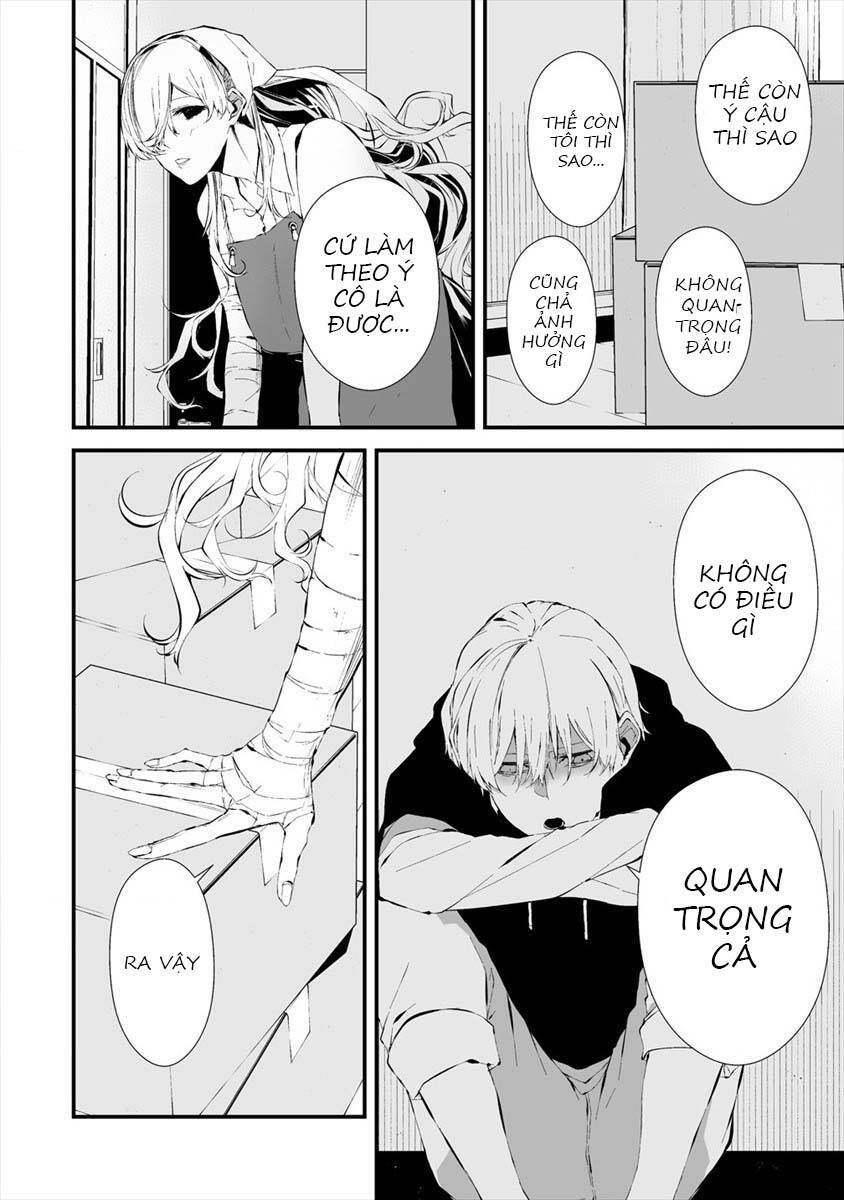 THẾ CÒN
Ý CẬU
THÌ SAO
KHÔNG
QUAN-
TRỌNG
ĐÂU!
THẾ CÒN
TÔI THÌ
SAO...
CŨNG
CHẢ
ẢNH
HƯỞNG
GÌ
CỨ LÀM
THEO Ý
CÔ LÀ
ĐƯỢC...
KHÔNG
CÓ ĐIỀU
GÌ
QUAN
TRỌNG
CẢ
RA VẬY